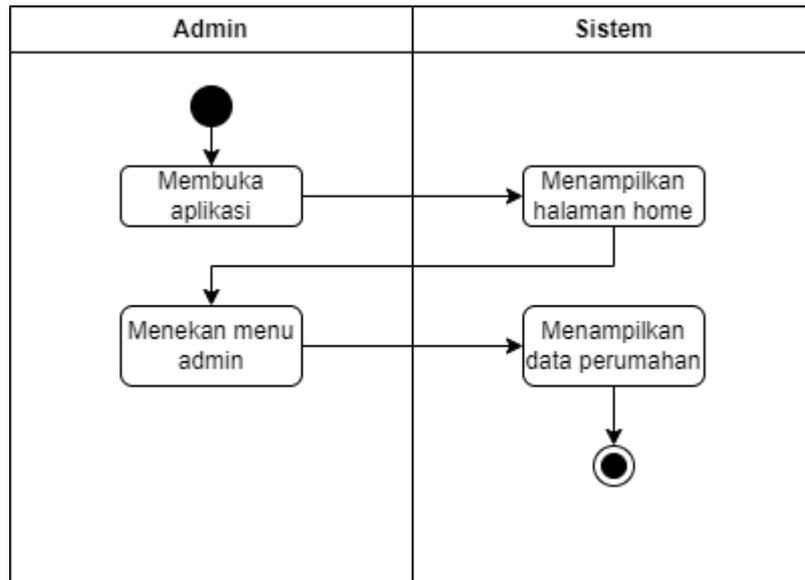 Admin
Sistem
Membuka
aplikasi
Menampilkan
halaman home
Menekan menu
admin
Menampilkan
data perumahan